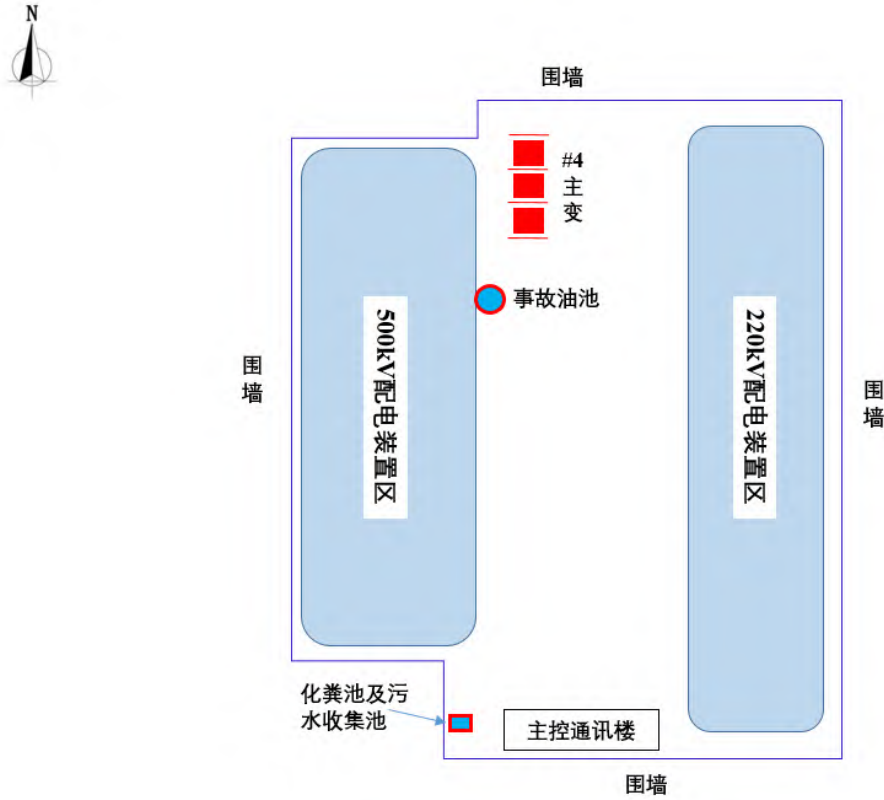 N
围墙
#4
主
变
事故油池
500kV配电装置区
220kV配电装置区
围
墙
围
墙
化粪池及污
水收集池
主控通讯楼
围墙